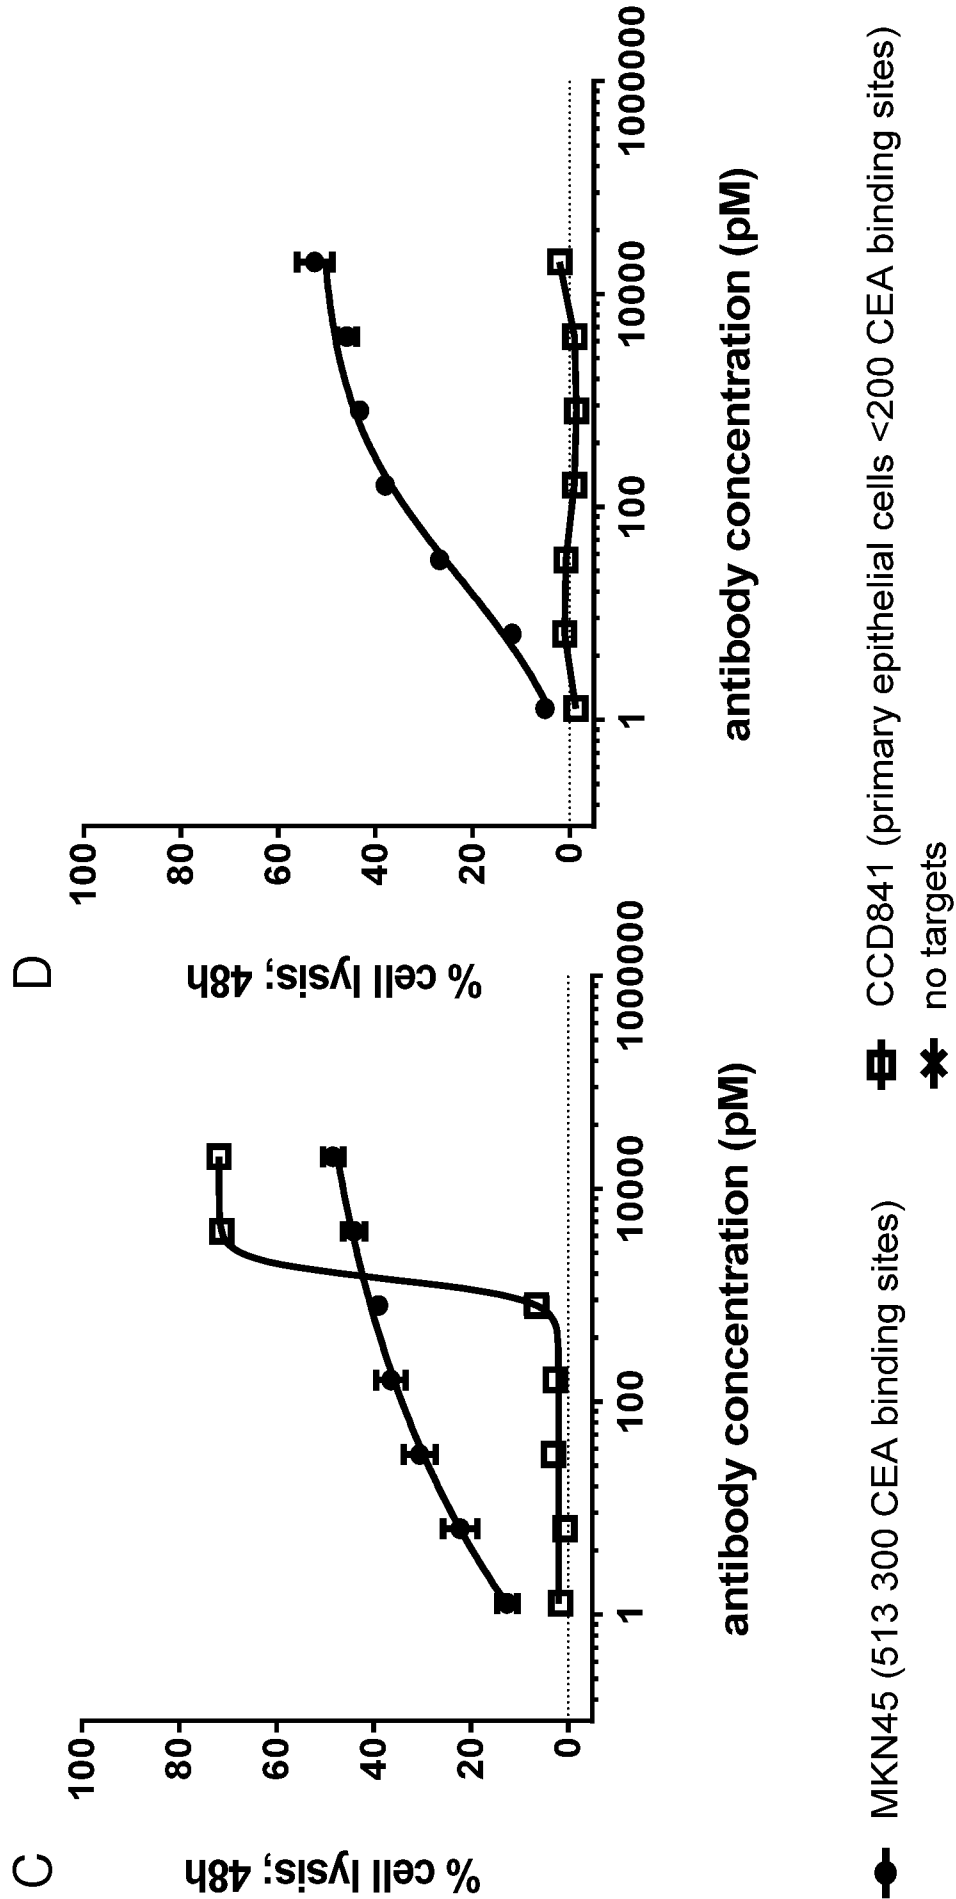 C
% cell lysis; 48h
100
80
60
40
20
0
1
100
10000
1000000
antibody concentration (pM)
D
% cell lysis; 48h
100
80
60
40
20
0
1
100
10000
1000000
antibody concentration (pM)
MKN45 (513 300 CEA binding sites)
CCD841 (primary epithelial cells <200 CEA binding sites)
no targets